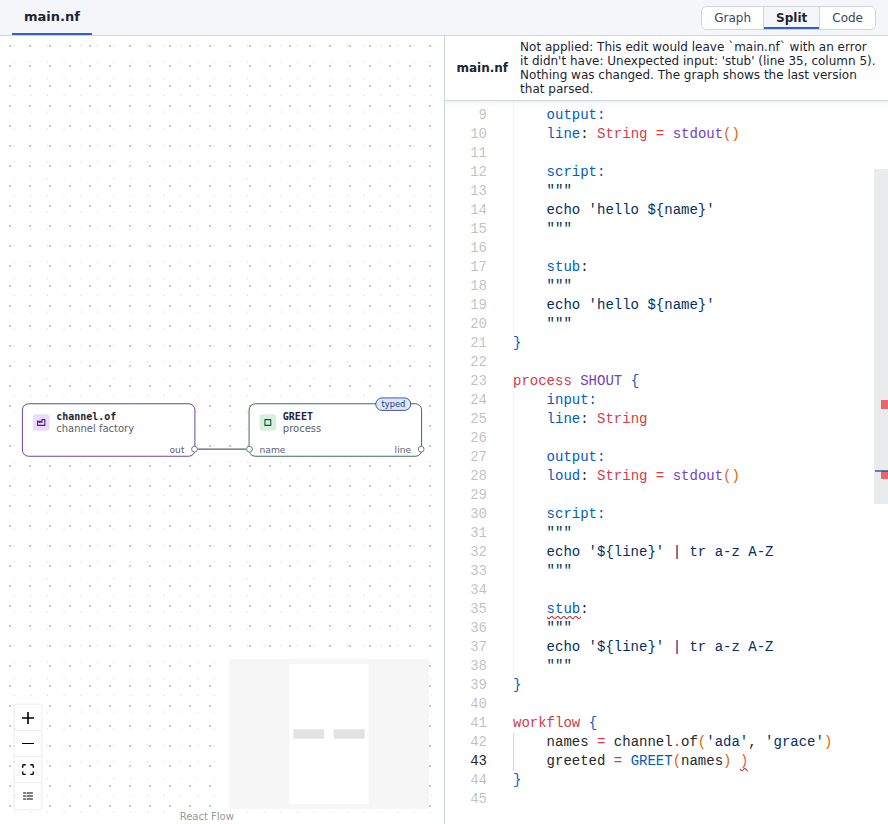 main.nf
Graph Split Code
main.nf
Not applied: This edit would leave `main.nf` with an error
it didn't have: Unexpected input: 'stub' (line 35, column 5).
Nothing was changed. The graph shows the last version
that parsed.
9 output:
10 line: String = stdout()
11
12 script:
13 """
14 echo 'hello ${name}'
15 """
16
17 stub:
18 """
19 echo 'hello ${name}'
20 """
21 }
22
23 process SHOUT {
24 input:
25 line: String
26
27 output:
28 loud: String = stdout()
29
30 script:
31 """
32 echo '${line}' | tr a-z A-Z
33 """
34
35 stub:
36 """
37 echo '${line}' | tr a-z A-Z
38 """
39 }
40
41 workflow {
42 names = channel.of('ada', 'grace')
43 greeted = GREET(names) )
44 }
45
channel.of
channel factory
out
typed
GREET
process
name line
React Flow